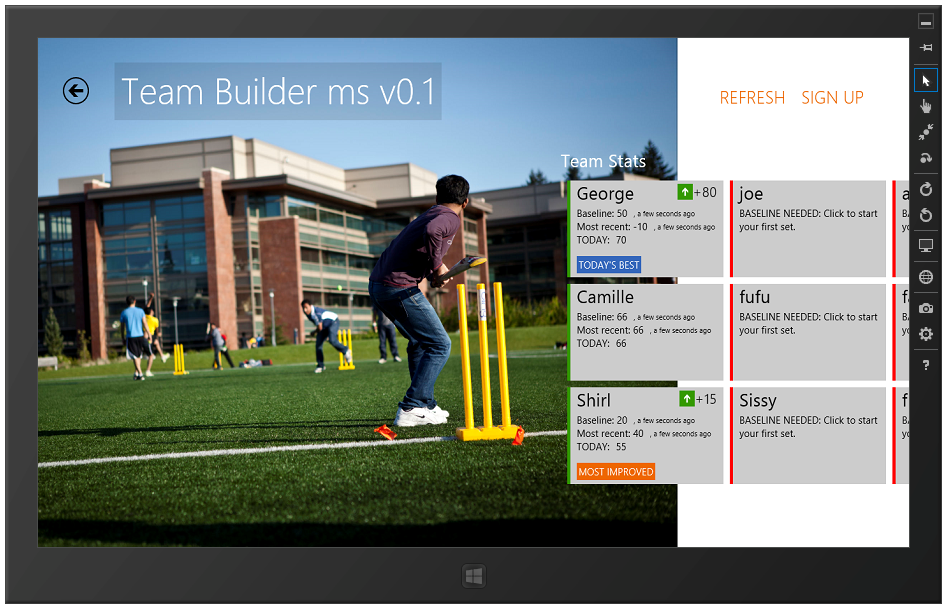 Team Builder ms v0.1
REFRESH SIGN UP
Team Stats
George +80
Baseline: 50 , a few seconds ago
Most recent: -10 , a few seconds ago
TODAY: 70
TODAY'S BEST
joe
BASELINE NEEDED: Click to start
your first set.
Camille
Baseline: 66 , a few seconds ago
Most recent: 66 , a few seconds ago
TODAY: 66
fufu
BASELINE NEEDED: Click to start
your first set.
Shirl +15
Baseline: 20 , a few seconds ago
Most recent: 40 , a few seconds ago
TODAY: 55
MOST IMPROVED
Sissy
BASELINE NEEDED: Click to start
your first set.
?